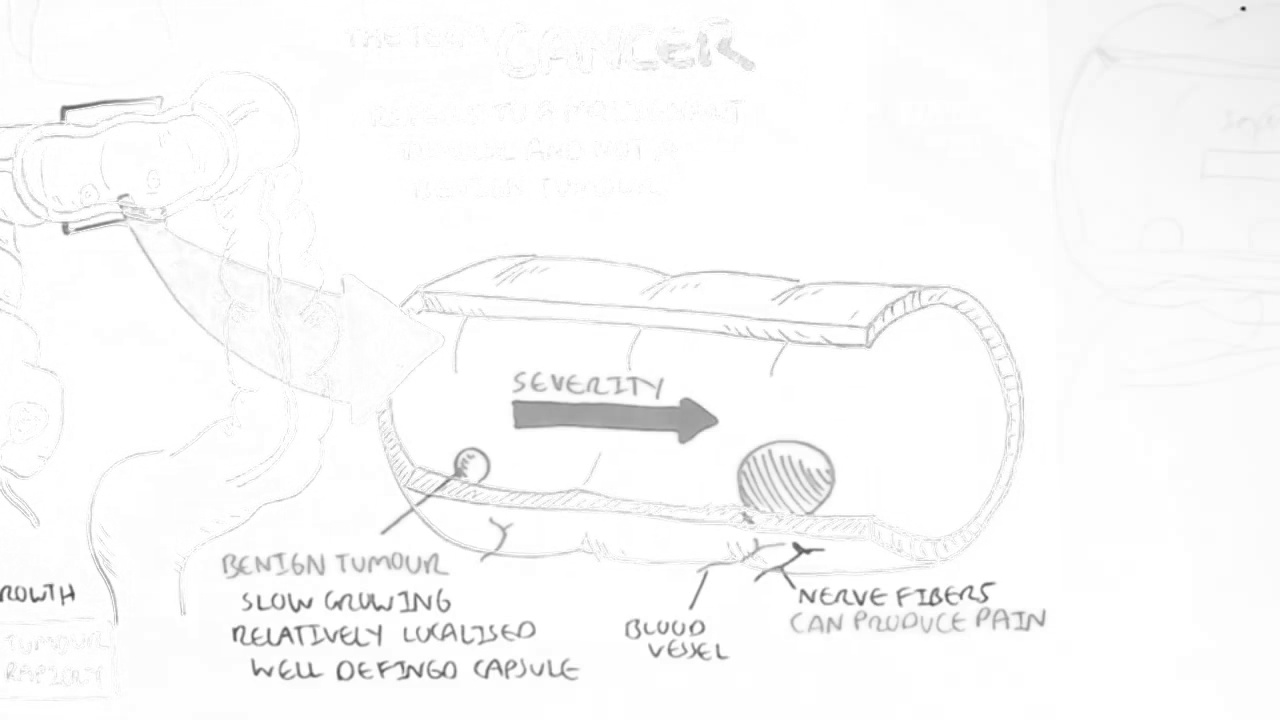 THE TERM CANCER
REFERS TO A MALIGNANT
TUMOUR AND NOT A
BENIGN TUMOUR.
SEVERITY
BENIGN TUMOUR
SLOW GROWING
RELATIVELY LOCALISED
WELL DEFINGD CAPSULE
BLOOD
VESSEL
NERVE FIBERS
CAN PRODUCE PAIN
ROWTH
TUMOUR
RAPIDLY